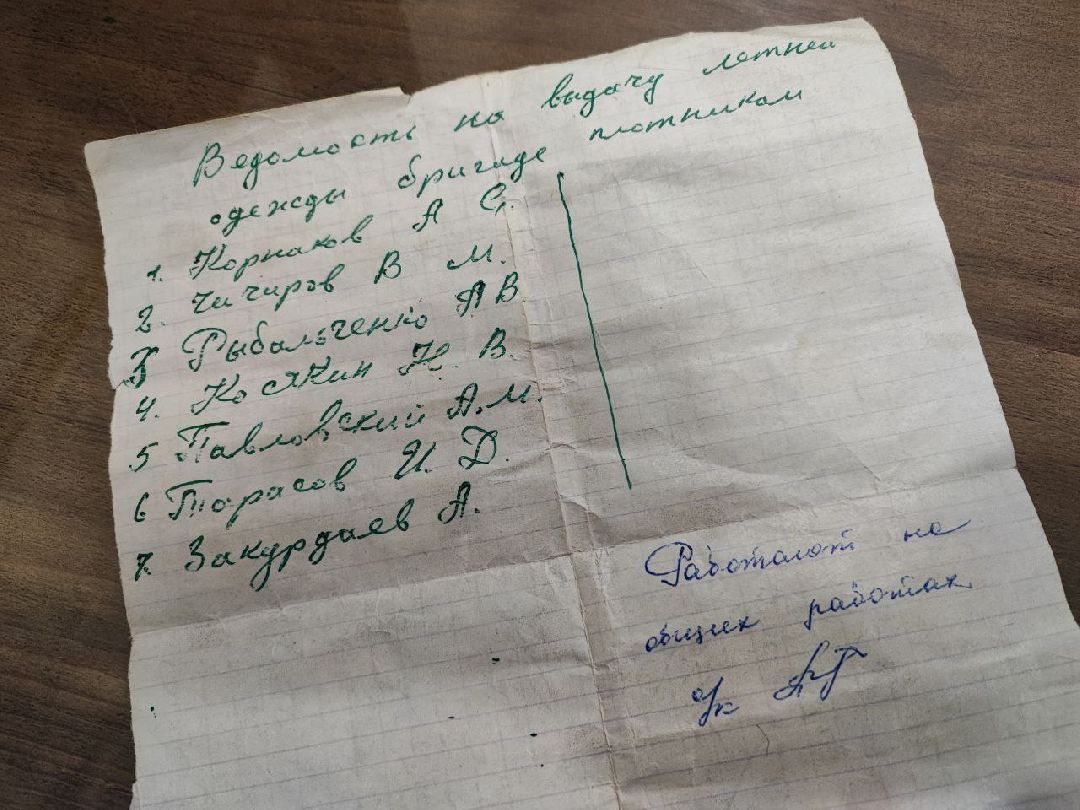 Ведомость на выдачу летней
одежды бригаде плотникам
1. Корнаков А С.
2. Чичиров В М.
3 Рыбальченко А В
4. Косякин Н. В.
5 Павловский А.М.
6 Тарасов И. Д.
7. Закурдаев А.
Работают на
общих работах